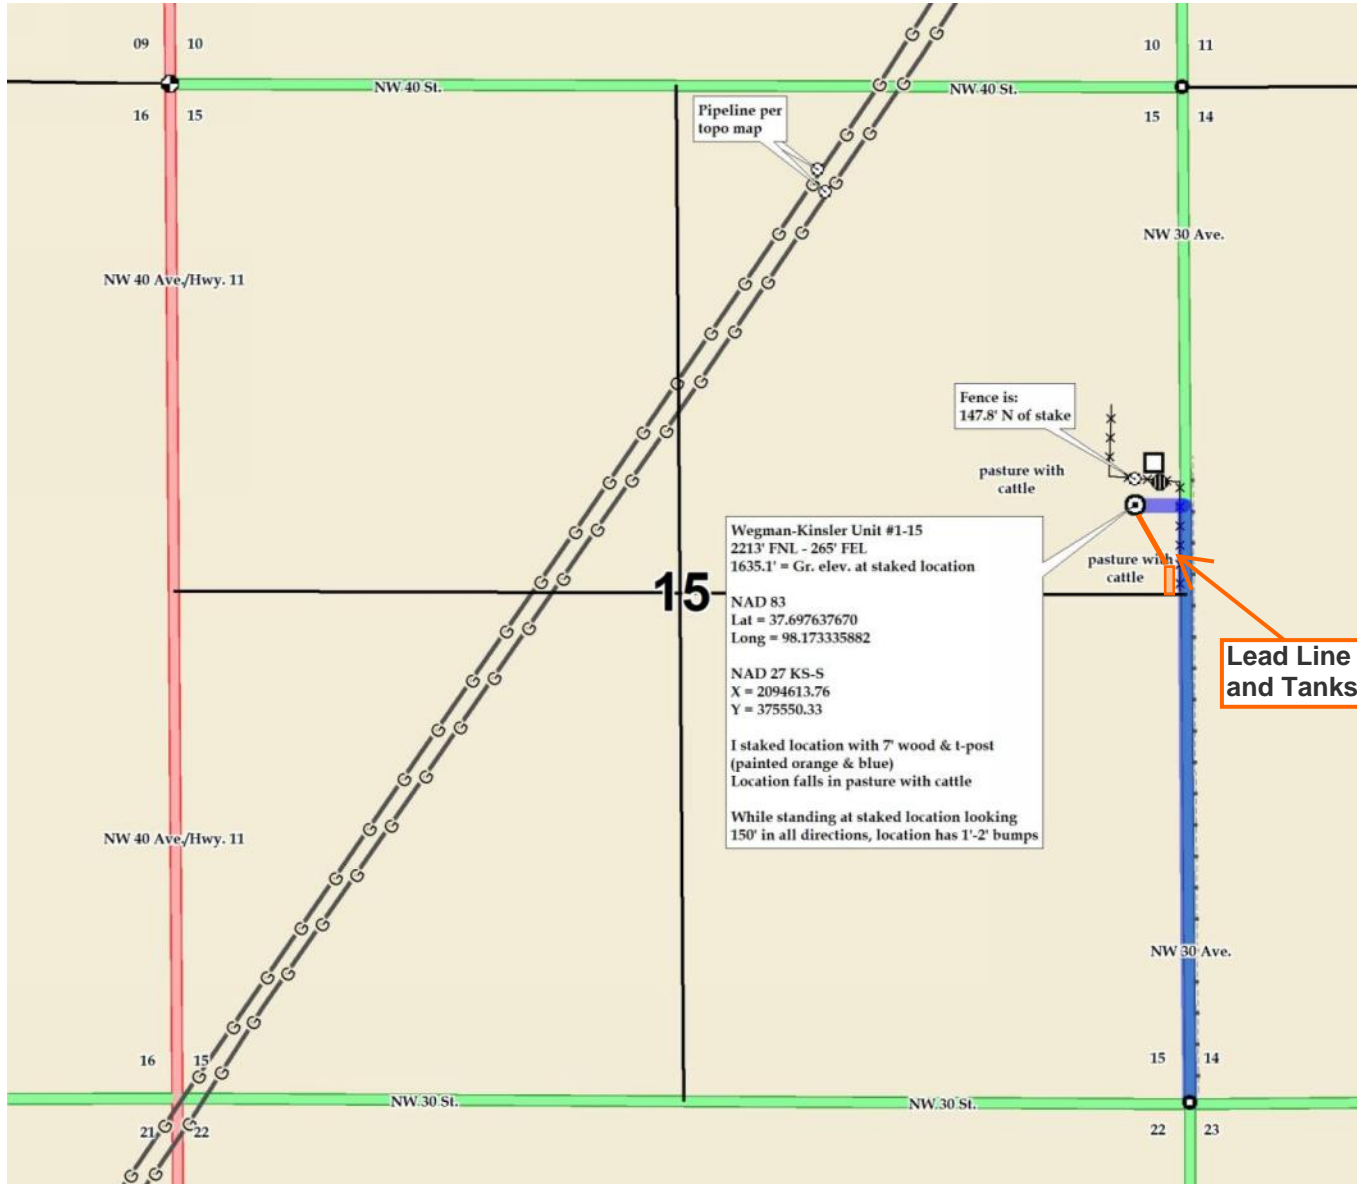 09 10
10 11
NW 40 St.
NW 40 St.
16 15
15 14
Pipeline per
topo map
G G G G G G G G G G G G G G G G G G G G G G G G
G G G G G G G G G G G G G G G G G G G G G G G G
NW 30 Ave.
NW 40 Ave./Hwy. 11
Fence is:
147.8' N of stake
pasture with
cattle
Wegman-Kinsler Unit #1-15
2213' FNL - 265' FEL
1635.1' = Gr. elev. at staked location
NAD 83
Lat = 37.697637670
Long = 98.173335882
NAD 27 KS-S
X = 2094613.76
Y = 375550.33
I staked location with 7' wood & t-post
(painted orange & blue)
Location falls in pasture with cattle
While standing at staked location looking
150' in all directions, location has 1'-2' bumps
pasture with
cattle
15
Lead Line
and Tanks
NW 40 Ave./Hwy. 11
NW 30 Ave.
16 15
15 14
NW 30 St.
NW 30 St.
21 22
22 23